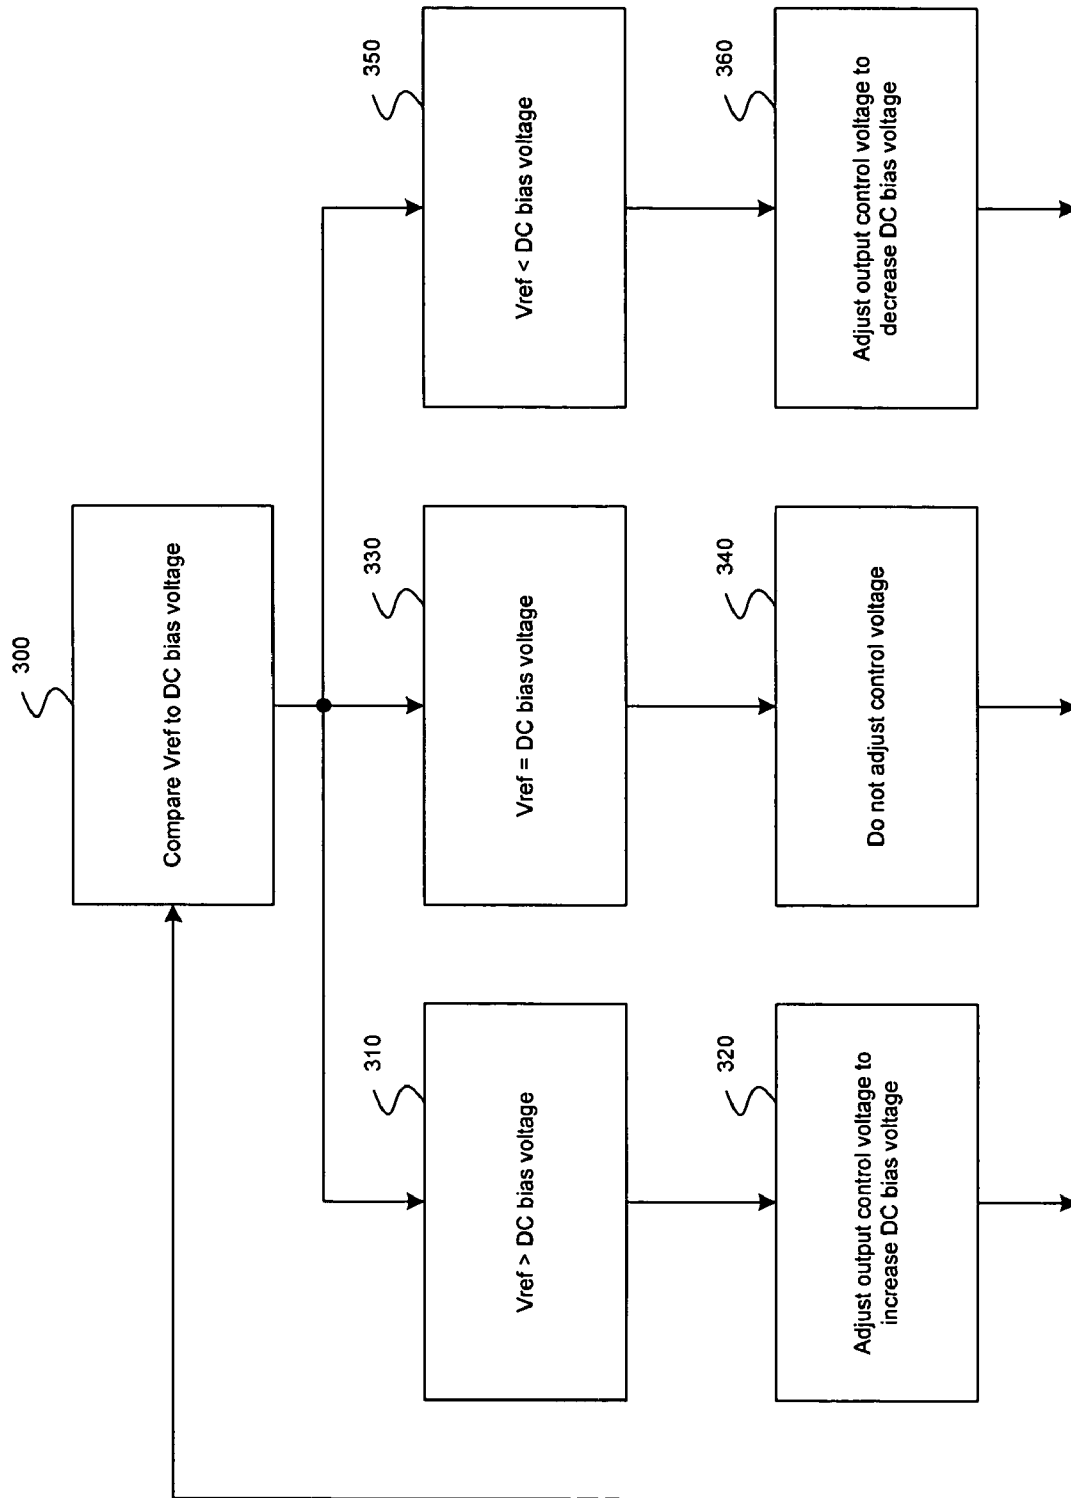 300
Compare Vref to DC bias voltage
310
Vref > DC bias voltage
330
Vref = DC bias voltage
350
Vref < DC bias voltage
320
Adjust output control voltage to
increase DC bias voltage
340
Do not adjust control voltage
360
Adjust output control voltage to
decrease DC bias voltage